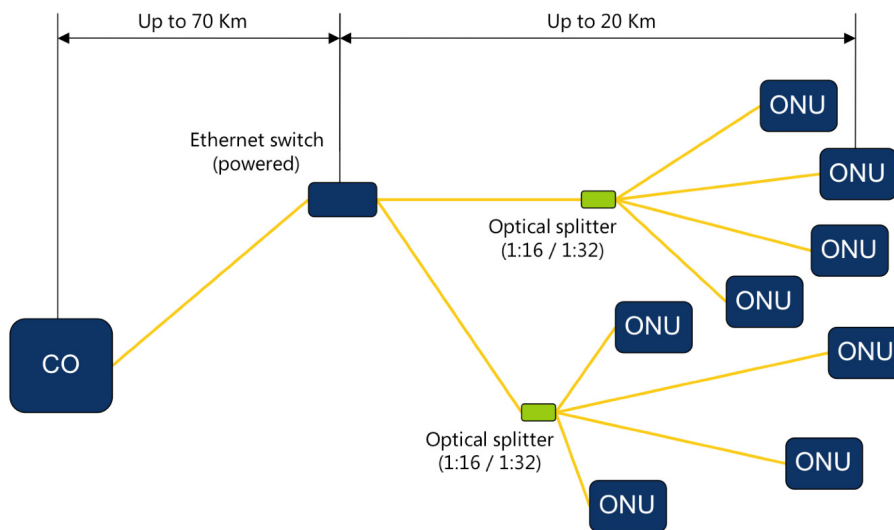 Up to 70 Km
Up to 20 Km
ONU
Ethernet switch
(powered)
ONU
Optical splitter
(1:16 / 1:32)
ONU
ONU
ONU
CO
ONU
Optical splitter
(1:16 / 1:32)
ONU
ONU